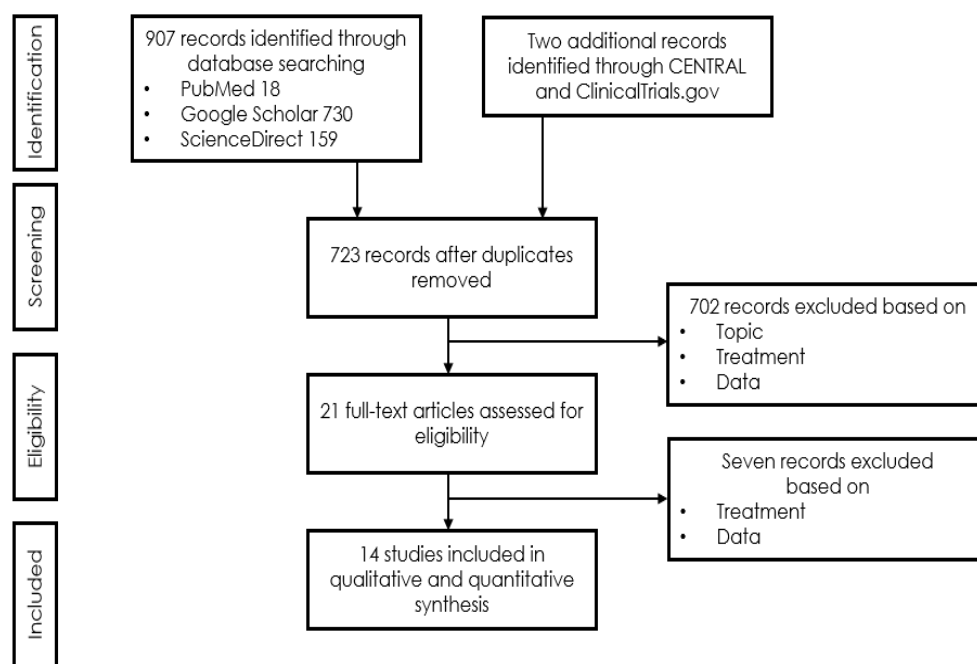 Identification
907 records identified through
database searching
• PubMed 18
• Google Scholar 730
• ScienceDirect 159
Two additional records
identified through CENTRAL
and ClinicalTrials.gov
Screening
723 records after duplicates
removed
702 records excluded based on
• Topic
• Treatment
• Data
Eligibility
21 full-text articles assessed for
eligibility
Seven records excluded
based on
• Treatment
• Data
Included
14 studies included in
qualitative and quantitative
synthesis